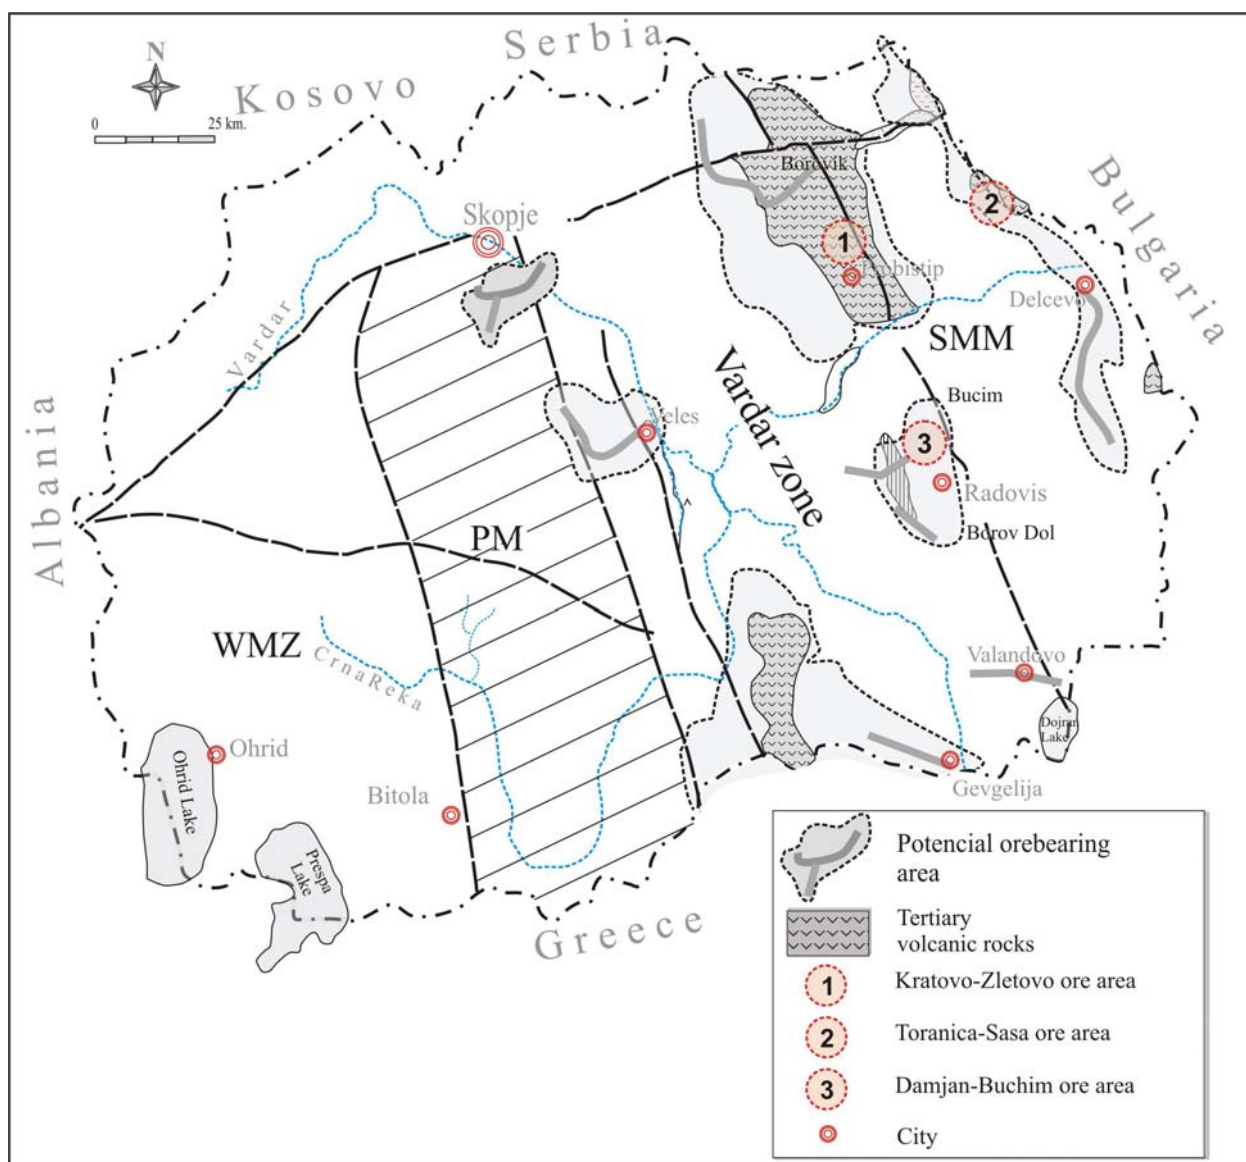 Serbia
N
Kosovo
0 25 km.
Borovik
Bulgaria
1
2
Skopje
Probistip
Delcevo
Vardar
SMM
Vardar zone
Bucim
Albania
Veles
3
Radovis
Borov Dol
PM
WMZ
CrnaReka
Valandovo
Dojran
Lake
Ohrid
Ohrid Lake
Bitola
Gevgelija
Prespa
Lake
Greece
Potencial orebearing
area
Tertiary
volcanic rocks
1 Kratovo-Zletovo ore area
2 Toranica-Sasa ore area
3 Damjan-Buchim ore area
City